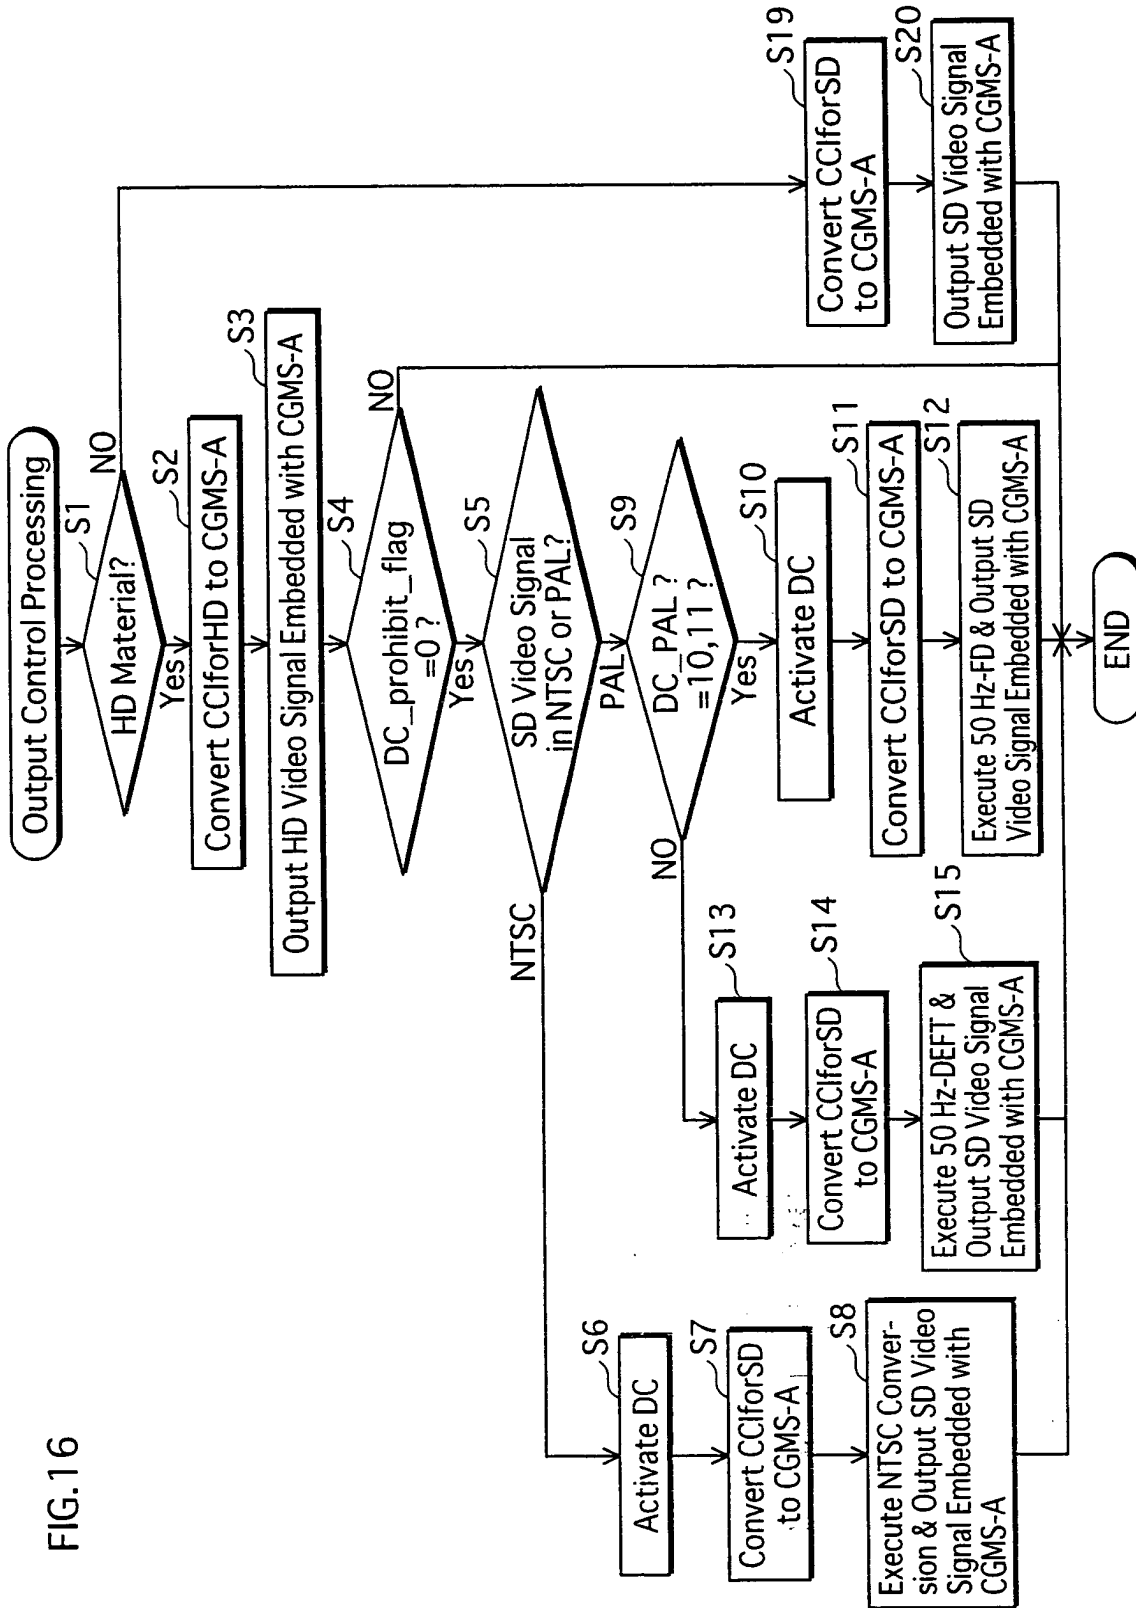 FIG.16
Output Control Processing
S1
HD Material?
NO
Yes
S2
Convert CCIforHD to CGMS-A
S3
Output HD Video Signal Embedded with CGMS-A
S4
DC_prohibit_flag
=0 ?
NO
Yes
S5
SD Video Signal
in NTSC or PAL?
NTSC
PAL
S6
Activate DC
S7
Convert CCIforSD
to CGMS-A
S8
Execute NTSC Conver-
sion & Output SD Video
Signal Embedded with
CGMS-A
S9
DC_PAL ?
=10,11 ?
NO
Yes
S10
Activate DC
S11
Convert CCIforSD to CGMS-A
S12
Execute 50 Hz-FD & Output SD
Video Signal Embedded with CGMS-A
S13
Activate DC
S14
Convert CCIforSD
to CGMS-A
S15
Execute 50 Hz-DEFT &
Output SD Video Signal
Embedded with CGMS-A
S19
Convert CCIforSD
to CGMS-A
S20
Output SD Video Signal
Embedded with CGMS-A
END